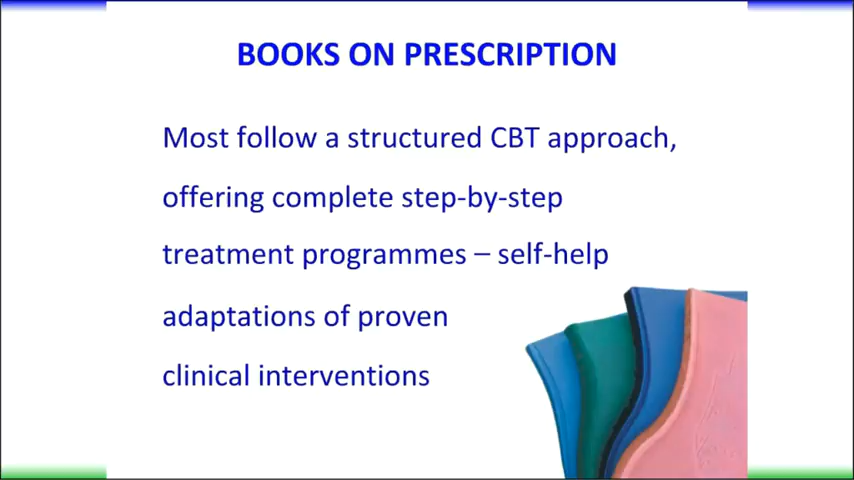 BOOKS ON PRESCRIPTION
Most follow a structured CBT approach,
offering complete step-by-step
treatment programmes – self-help
adaptations of proven
clinical interventions